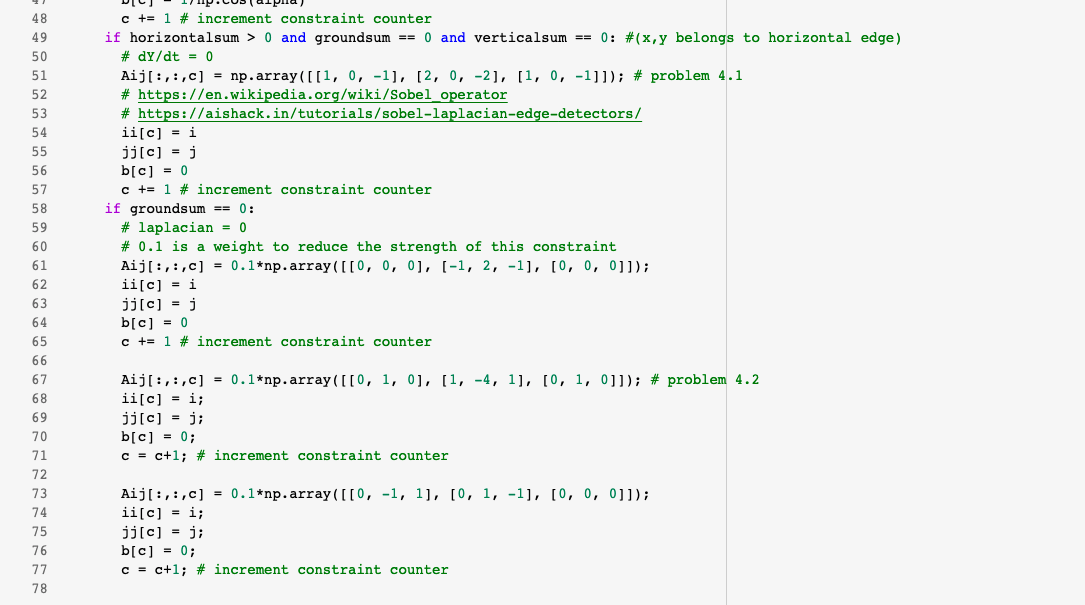 47 b[c] = 1/np.cos(alpha)
48 c += 1 # increment constraint counter
49 if horizontalsum > 0 and groundsum == 0 and verticalsum == 0: #(x,y belongs to horizontal edge)
50 # dY/dt = 0
51 Aij[:,:,c] = np.array([[1, 0, -1], [2, 0, -2], [1, 0, -1]]); # problem 4.1
52 # https://en.wikipedia.org/wiki/Sobel_operator
53 # https://aishack.in/tutorials/sobel-laplacian-edge-detectors/
54 ii[c] = i
55 jj[c] = j
56 b[c] = 0
57 c += 1 # increment constraint counter
58 if groundsum == 0:
59 # laplacian = 0
60 # 0.1 is a weight to reduce the strength of this constraint
61 Aij[:,:,c] = 0.1*np.array([[0, 0, 0], [-1, 2, -1], [0, 0, 0]]);
62 ii[c] = i
63 jj[c] = j
64 b[c] = 0
65 c += 1 # increment constraint counter
66
67 Aij[:,:,c] = 0.1*np.array([[0, 1, 0], [1, -4, 1], [0, 1, 0]]); # problem 4.2
68 ii[c] = i;
69 jj[c] = j;
70 b[c] = 0;
71 c = c+1; # increment constraint counter
72
73 Aij[:,:,c] = 0.1*np.array([[0, -1, 1], [0, 1, -1], [0, 0, 0]]);
74 ii[c] = i;
75 jj[c] = j;
76 b[c] = 0;
77 c = c+1; # increment constraint counter
78